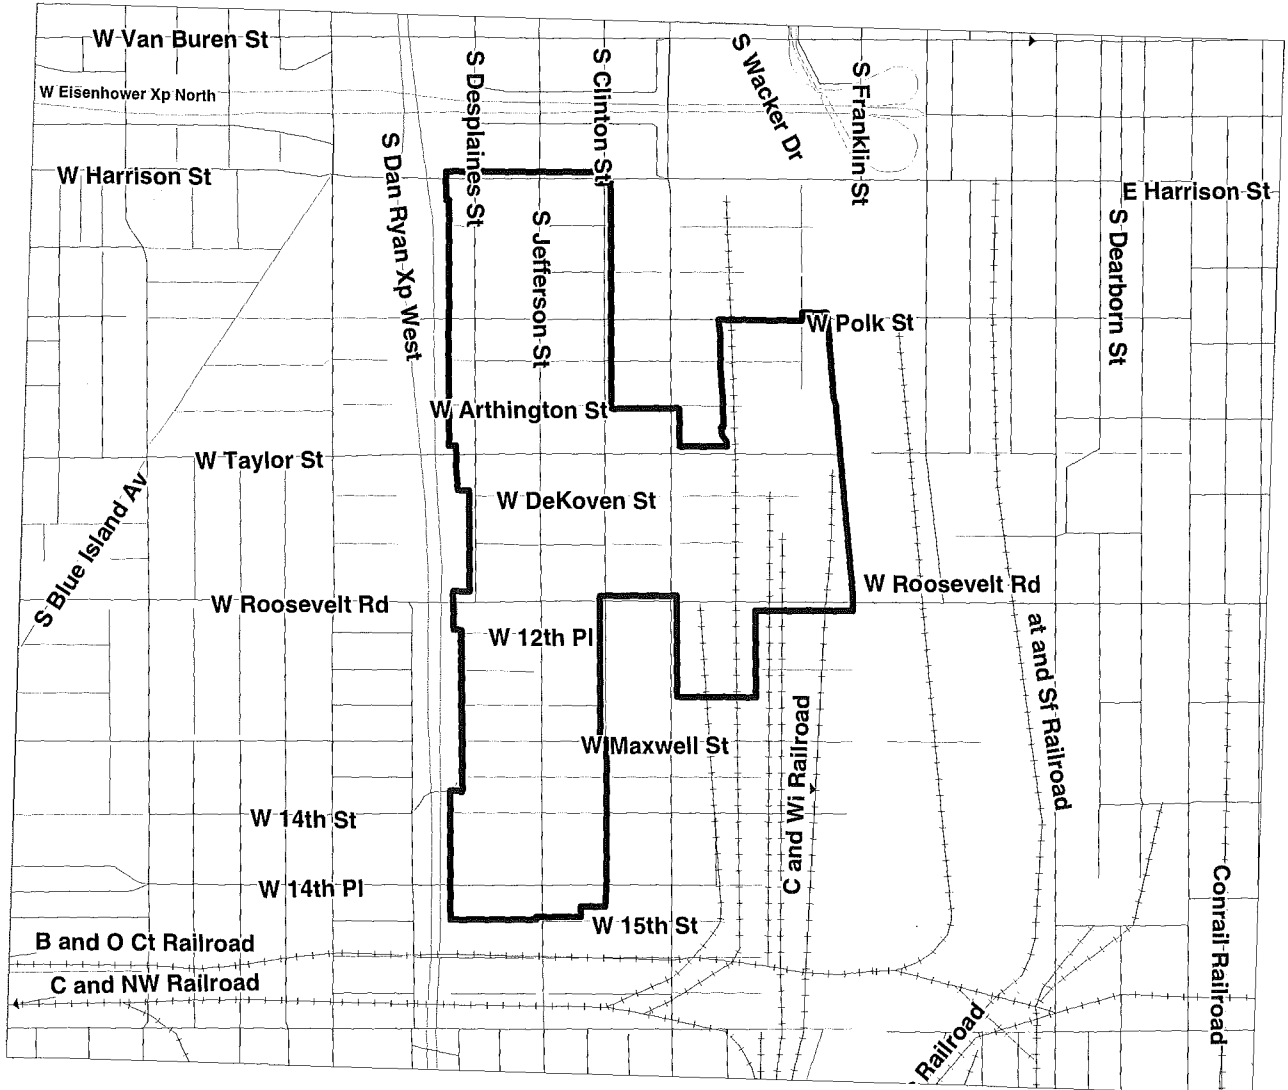 W Van Buren St
W Eisenhower Xp North
S Desplaines St
S Clinton St
S Wacker Dr
S Franklin St
W Harrison St
S Dan Ryan Xp West
E Harrison St
S Jefferson St
S Dearborn St
W Polk St
W Arthington St
W Taylor St
S Blue Island Av
W DeKoven St
W Roosevelt Rd
W Roosevelt Rd
W 12th Pl
at and Sf Railroad
W Maxwell St
C and Wi Railroad
W 14th St
W 14th Pl
Conrail Railroad
W 15th St
B and O Ct Railroad
C and NW Railroad
Railroad